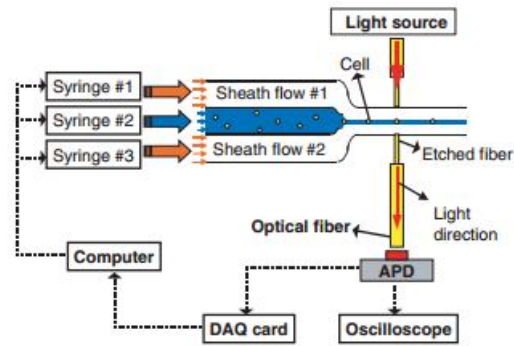 Light source
Syringe #1
Sheath flow #1
Cell
Syringe #2
Syringe #3
Sheath flow #2
Etched fiber
Optical fiber
Light
direction
Computer
APD
DAQ card
Oscilloscope